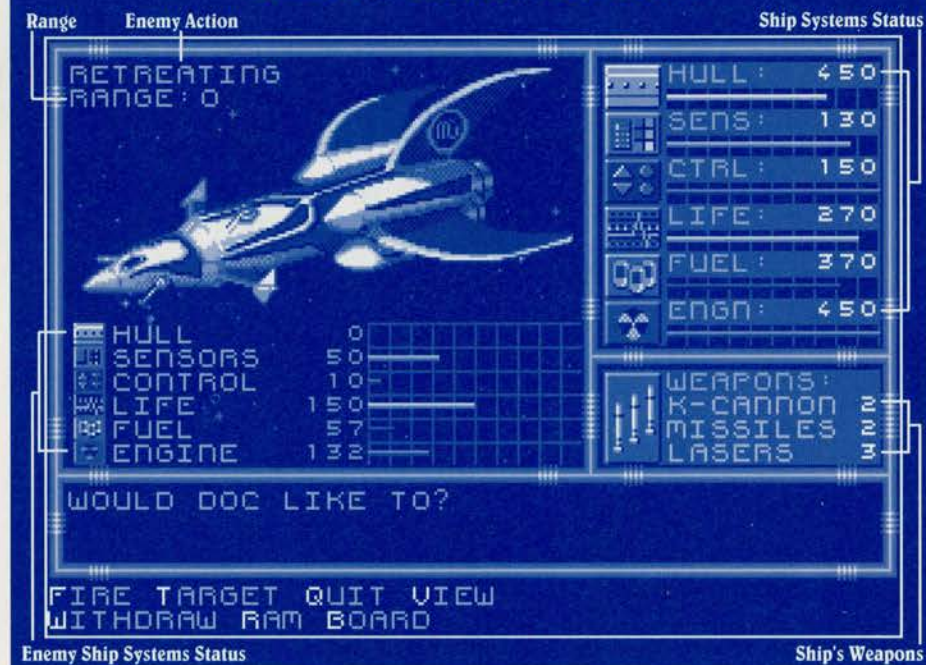 Range Enemy Action Ship Systems Status
RETREATING
RANGE: 0
HULL: 450
SENS: 130
CTRL: 150
LIFE: 270
FUEL: 370
ENGN: 450
HULL 0
SENSORS 50
CONTROL 10
LIFE 150
FUEL 57
ENGINE 132
WEAPONS:
K-CANNON 2
MISSILES 2
LASERS 3
WOULD DOC LIKE TO?
FIRE TARGET QUIT VIEW
WITHDRAW RAM BOARD
Enemy Ship Systems Status Ship's Weapons